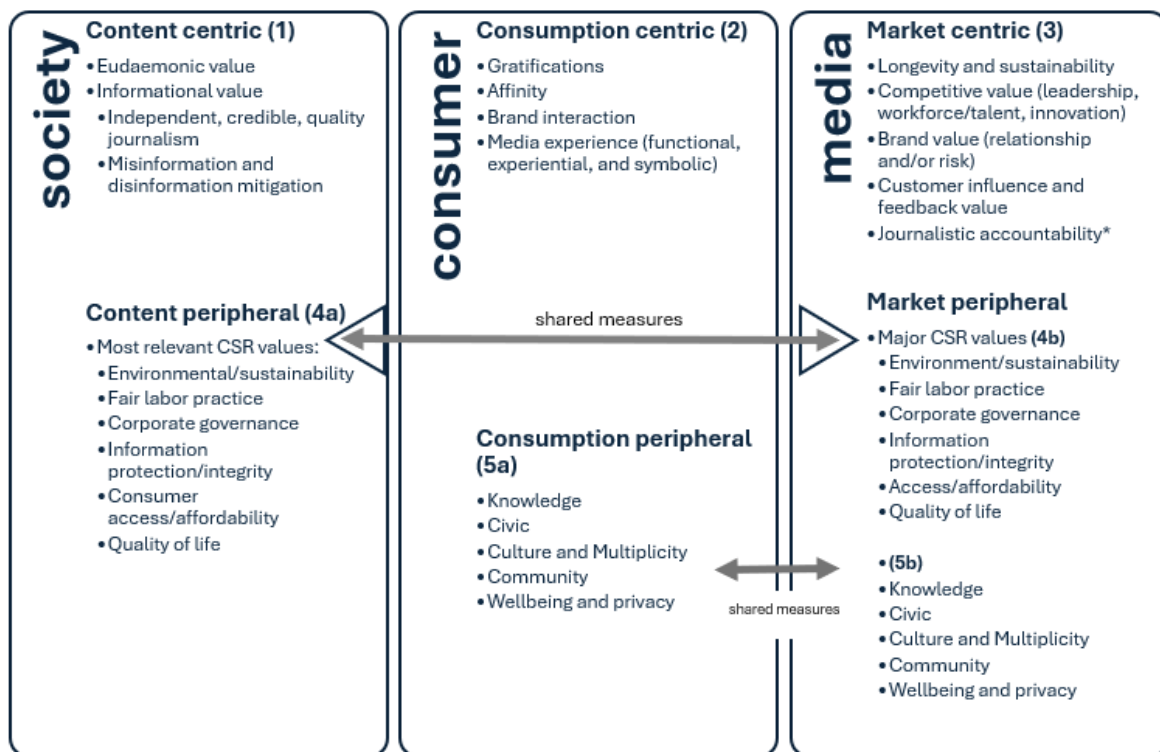 society
Content centric (1)
•Eudaemonic value
•Informational value
•Independent, credible, quality
journalism
•Misinformation and
disinformation mitigation
Content peripheral (4a)
•Most relevant CSR values:
•Environmental/sustainability
•Fair labor practice
•Corporate governance
•Information
protection/integrity
•Consumer
access/affordability
•Quality of life
consumer
Consumption centric (2)
•Gratifications
•Affinity
•Brand interaction
•Media experience (functional,
experiential, and symbolic)
shared measures
Consumption peripheral
(5a)
•Knowledge
•Civic
•Culture and Multiplicity
•Community
•Wellbeing and privacy
shared measures
media
Market centric (3)
•Longevity and sustainability
•Competitive value (leadership,
workforce/talent, innovation)
•Brand value (relationship
and/or risk)
•Customer influence and
feedback value
•Journalistic accountability*
Market peripheral
•Major CSR values (4b)
•Environment/sustainability
•Fair labor practice
•Corporate governance
•Information
protection/integrity
•Access/affordability
•Quality of life
•(5b)
•Knowledge
•Civic
•Culture and Multiplicity
•Community
•Wellbeing and privacy